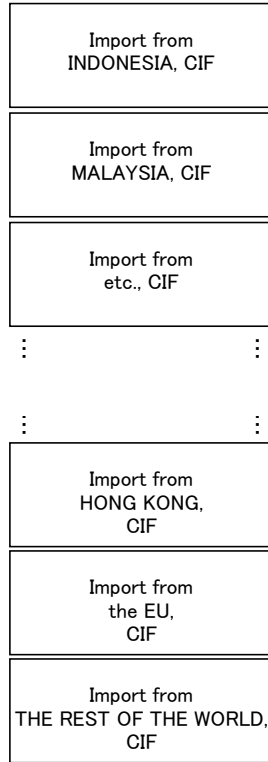 Import from
INDONESIA, CIF
Import from
MALAYSIA, CIF
Import from
etc., CIF
Import from
HONG KONG,
CIF
Import from
the EU,
CIF
Import from
THE REST OF THE WORLD,
CIF